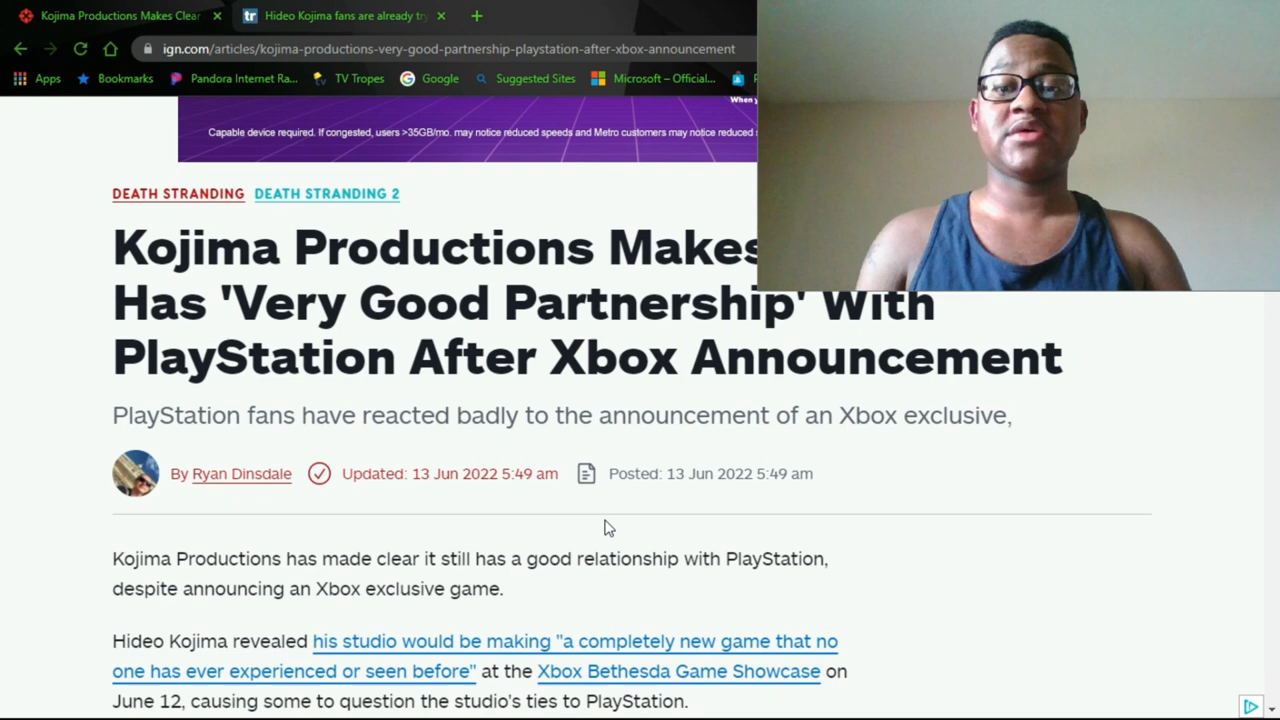 Kojima Productions Makes Clear
Hideo Kojima fans are already try
ign.com/articles/kojima-productions-very-good-partnership-playstation-after-xbox-announcement
Apps Bookmarks Pandora Internet Ra... TV Tropes Google Suggested Sites Microsoft – Official...
When
Capable device required. If congested, users >35GB/mo. may notice reduced speeds and Metro customers may notice reduced
DEATH STRANDING DEATH STRANDING 2
Kojima Productions Makes
Has 'Very Good Partnership' With
PlayStation After Xbox Announcement
PlayStation fans have reacted badly to the announcement of an Xbox exclusive,
By Ryan Dinsdale Updated: 13 Jun 2022 5:49 am Posted: 13 Jun 2022 5:49 am
Kojima Productions has made clear it still has a good relationship with PlayStation,
despite announcing an Xbox exclusive game.
Hideo Kojima revealed his studio would be making "a completely new game that no
one has ever experienced or seen before" at the Xbox Bethesda Game Showcase on
June 12, causing some to question the studio's ties to PlayStation.